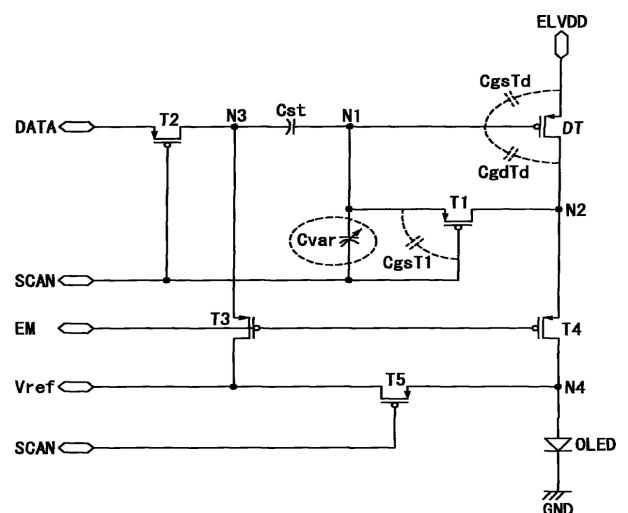 ELVDD
CgsTd
T2 N3 Cst N1
DATA DT
CgdTd
T1 N2
Cvar
CgsT1
SCAN
EM T3 T4
Vref T5 N4
SCAN OLED
GND